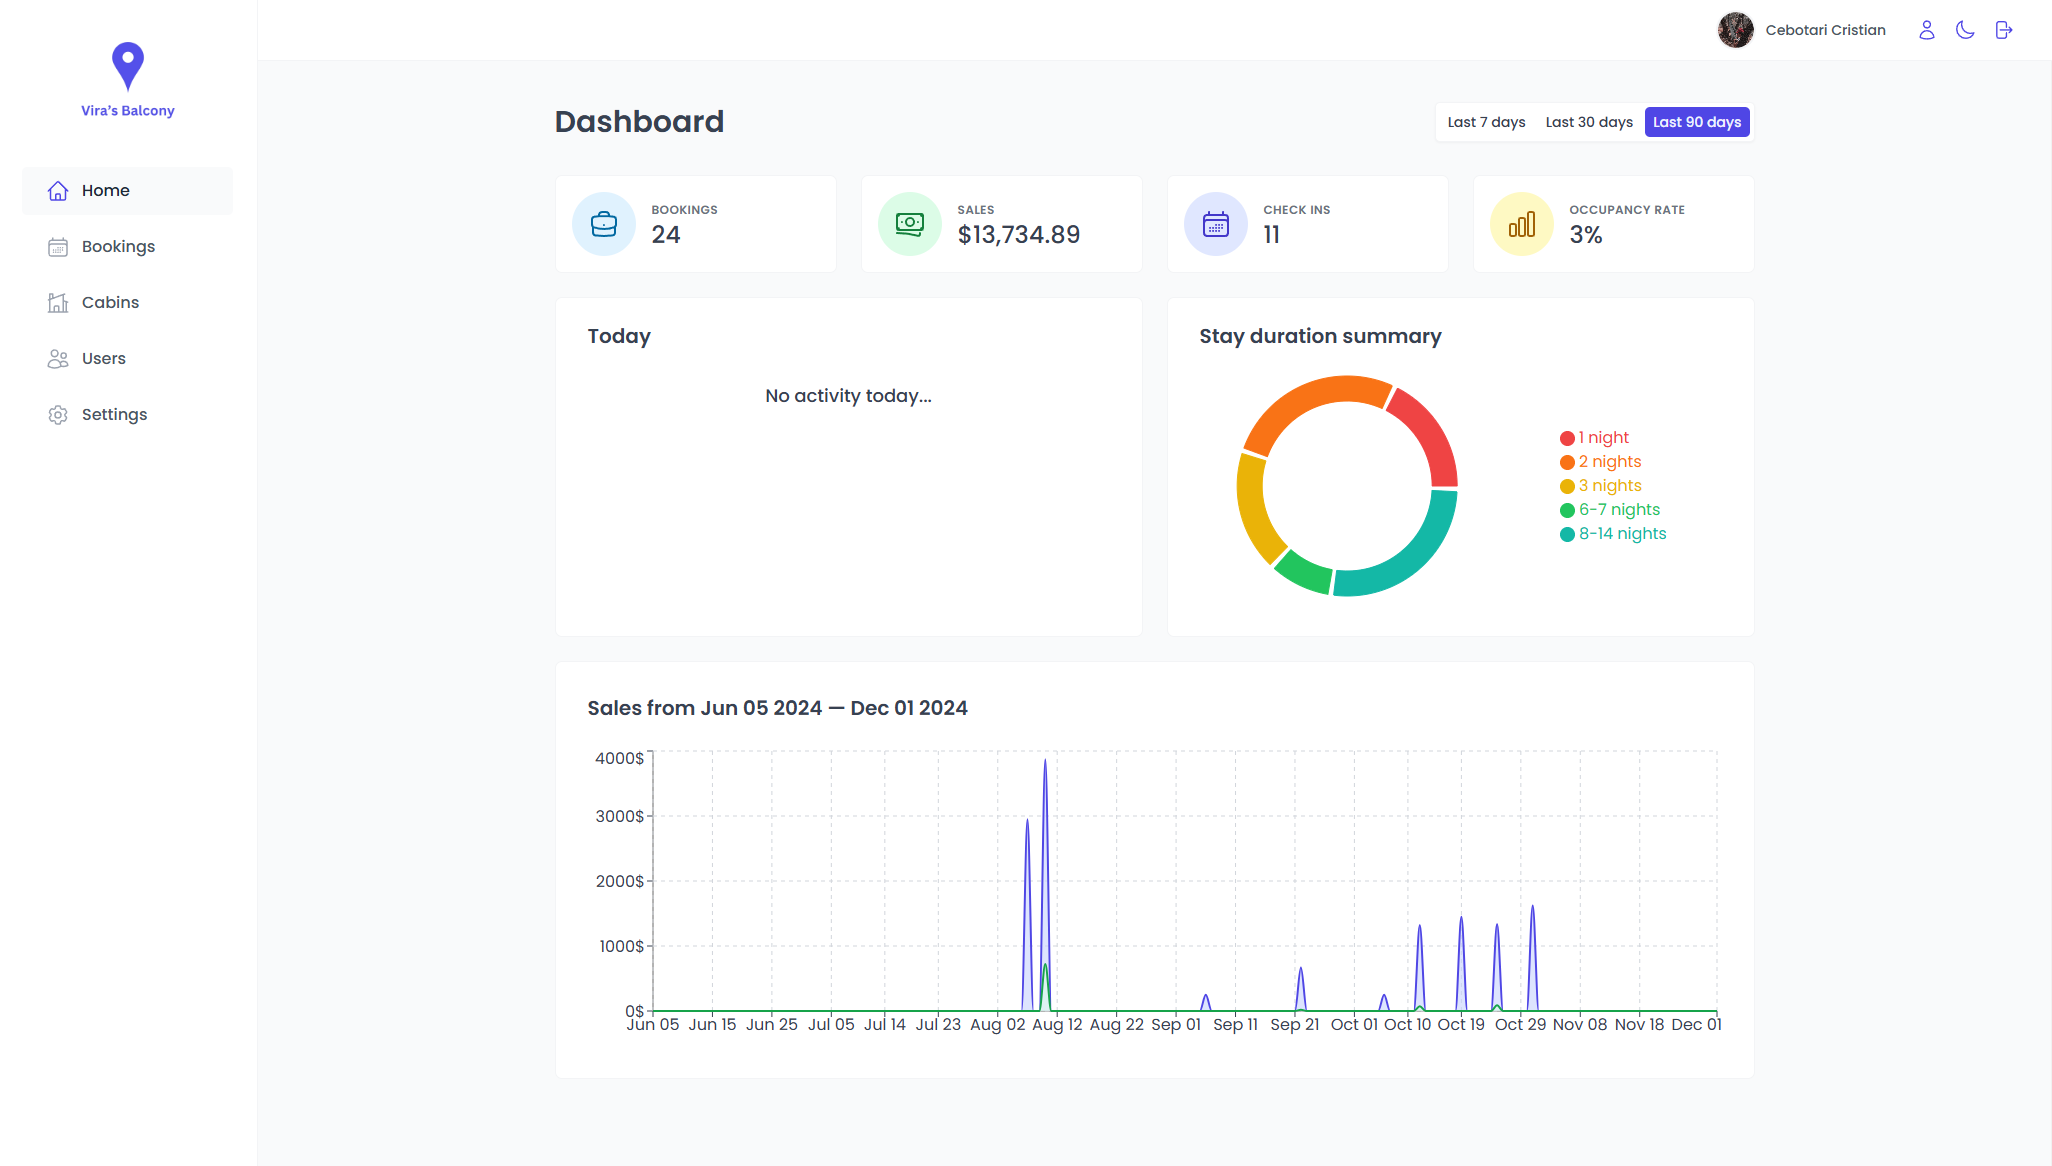 Cebotari Cristian
Vira's Balcony
Home
Bookings
Cabins
Users
Settings
Dashboard
Last 7 days Last 30 days Last 90 days
BOOKINGS
24
SALES
$13,734.89
CHECK INS
11
OCCUPANCY RATE
3%
Today
No activity today...
Stay duration summary
1 night
2 nights
3 nights
6-7 nights
8-14 nights
Sales from Jun 05 2024 — Dec 01 2024
4000$
3000$
2000$
1000$
0$
Jun 05 Jun 15 Jun 25 Jul 05 Jul 14 Jul 23 Aug 02 Aug 12 Aug 22 Sep 01 Sep 11 Sep 21 Oct 01 Oct 10 Oct 19 Oct 29 Nov 08 Nov 18 Dec 01